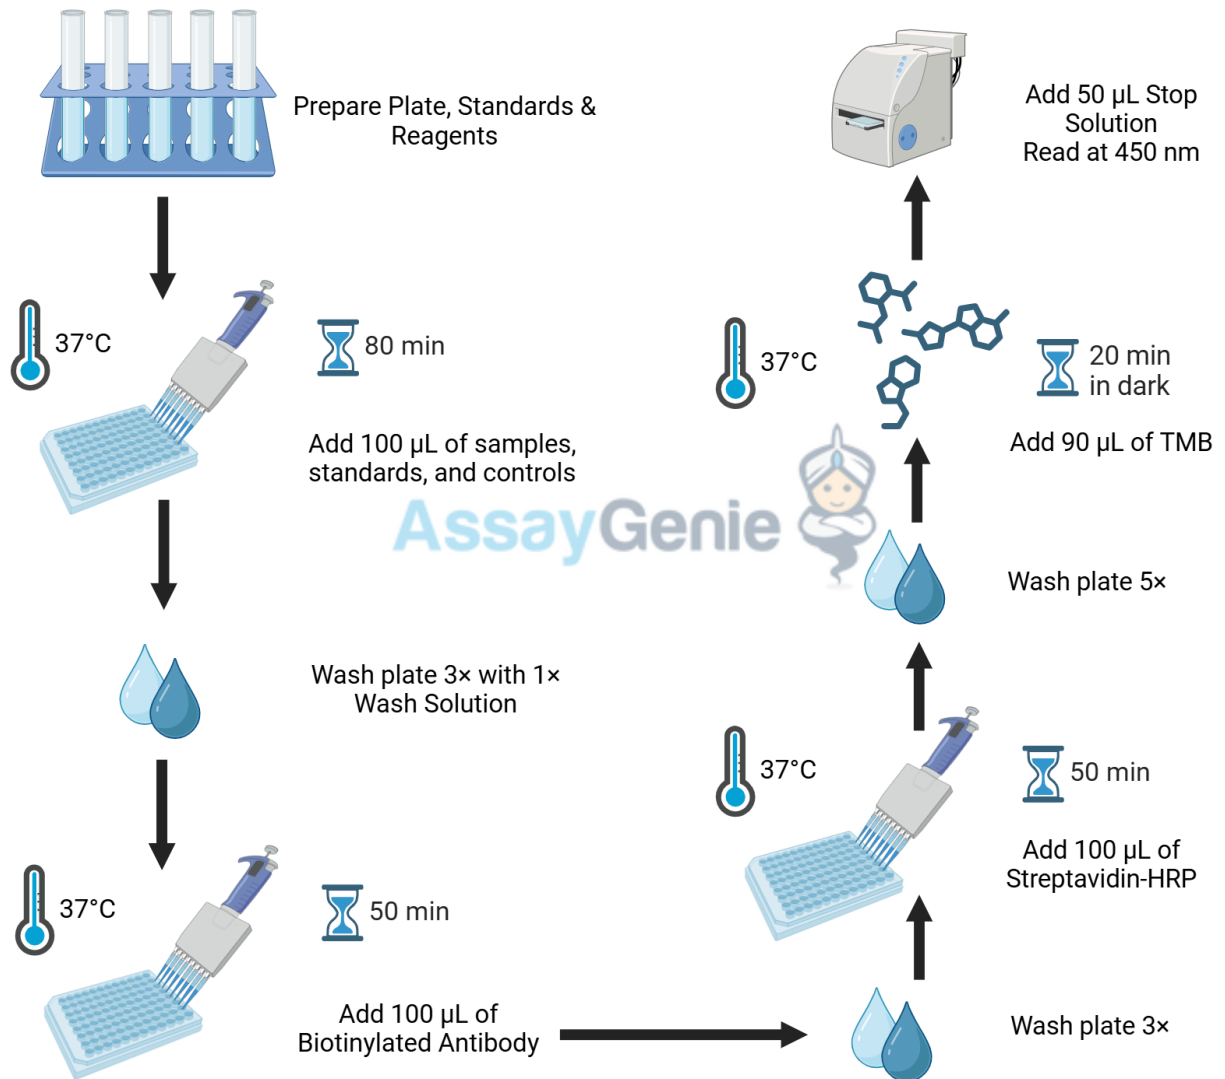 Prepare Plate, Standards &
Reagents
37°C
80 min
Add 100 µL of samples,
standards, and controls
Wash plate 3× with 1×
Wash Solution
37°C
50 min
Add 100 µL of
Biotinylated Antibody
Wash plate 3×
37°C
50 min
Add 100 µL of
Streptavidin-HRP
Wash plate 5×
37°C
20 min
in dark
Add 90 µL of TMB
Add 50 µL Stop
Solution
Read at 450 nm
AssayGenie